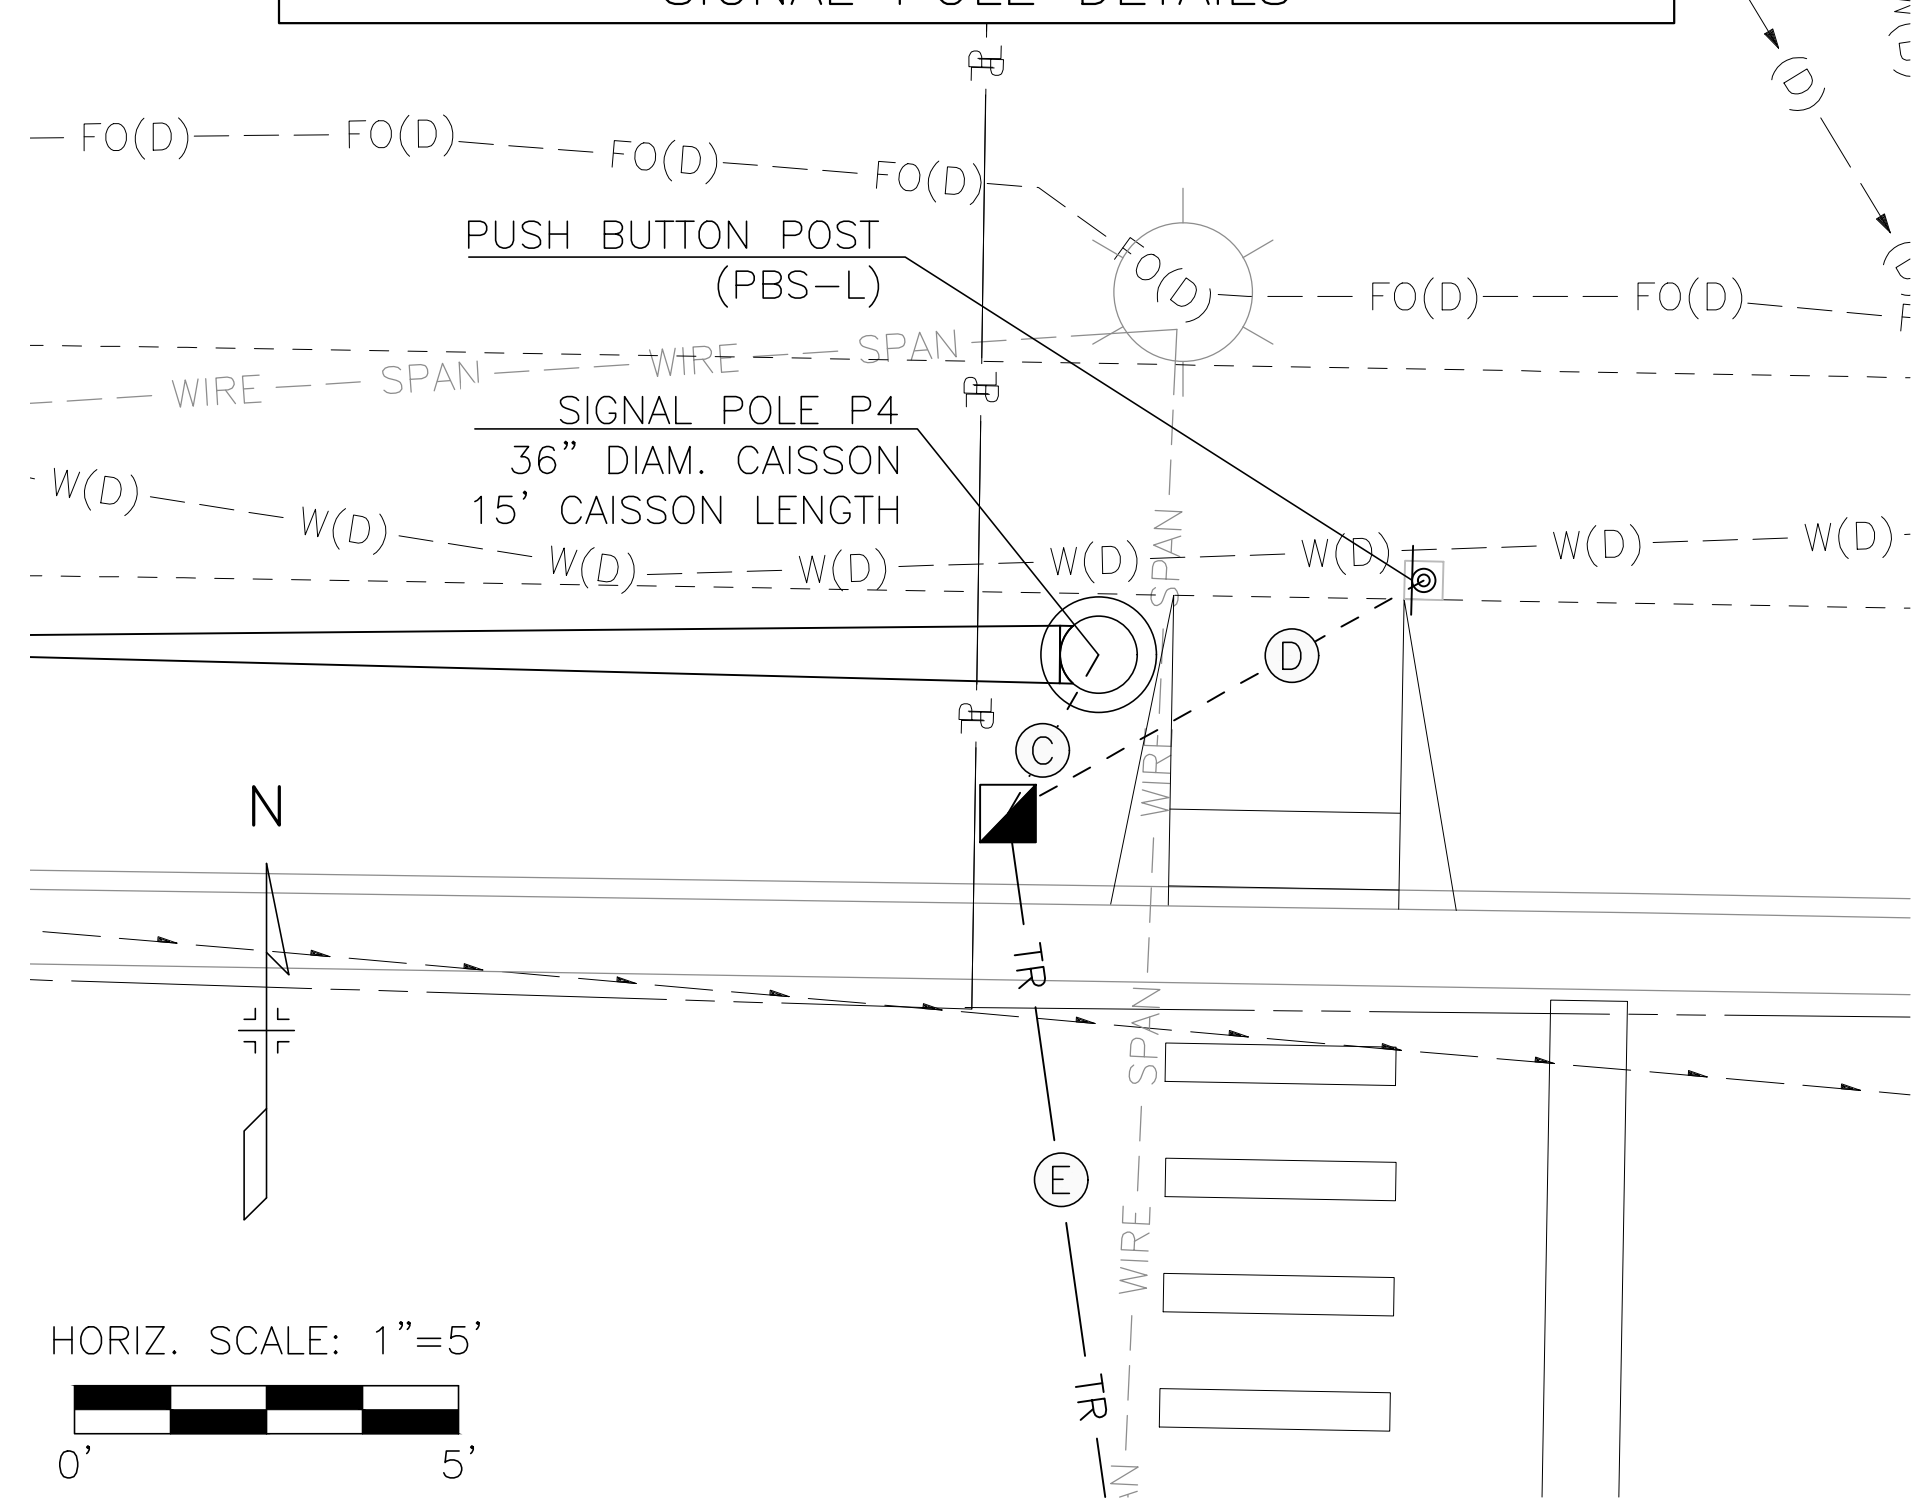 SIGNAL POLE DETAILS
FO(D) FO(D) FO(D) FO(D) FO(D) FO(D) FO(D)
(D)
W(D)
PUSH BUTTON POST
(PBS-L)
WIRE SPAN WIRE SPAN
SIGNAL POLE P4
36” DIAM. CAISSON
15’ CAISSON LENGTH
W(D) W(D) W(D) W(D) W(D) W(D) W(D) W(D)
SPAN
WIRE
SPAN
WIRE
D
C
N
TR
E
TR
HORIZ. SCALE: 1”=5’
0’ 5’